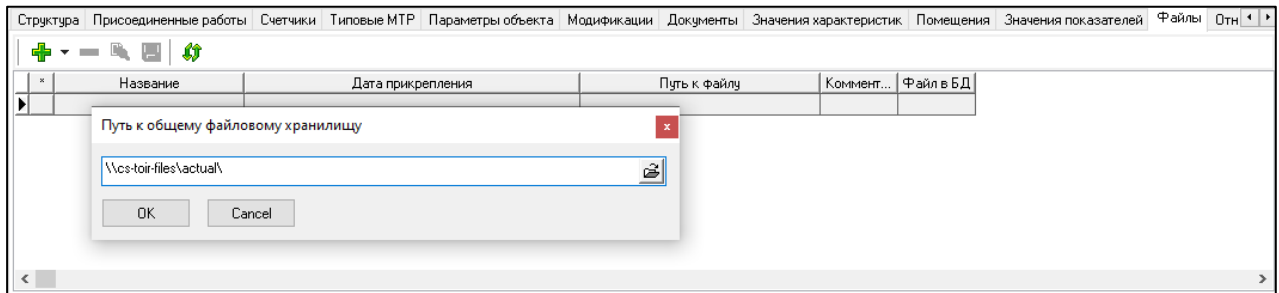 Структура Присоединенные работы Счетчики Типовые МТР Параметры объекта Модификации Документы Значения характеристик Помещения Значения показателей Файлы Отн
* Название Дата прикрепления Путь к файлу Коммент... Файл в БД
Путь к общему файловому хранилищу
\\cs-toir-files\actual\
OK Cancel